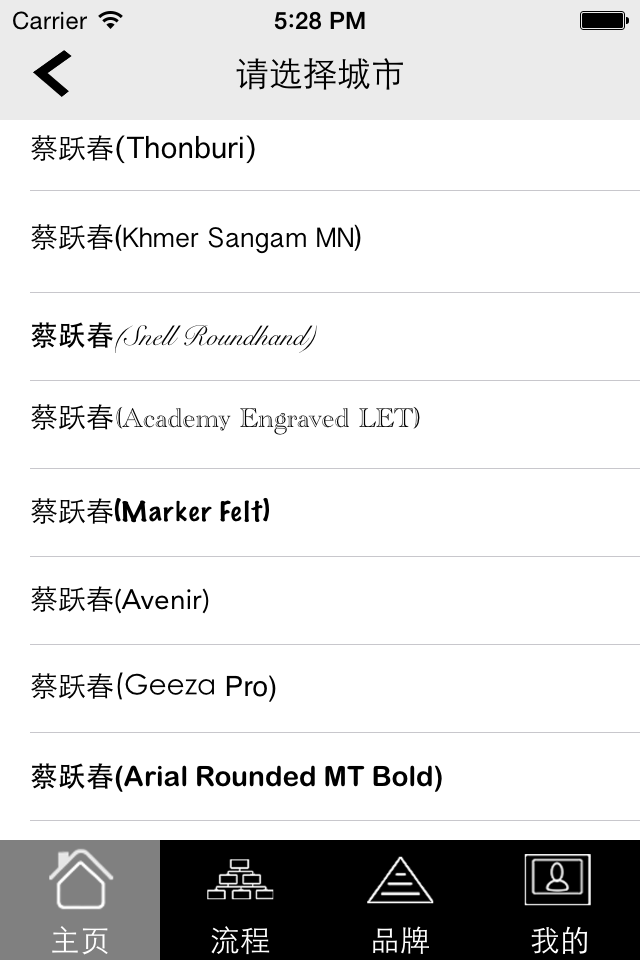 Carrier 5:28 PM
请选择城市
蔡跃春(Thonburi)
蔡跃春(Khmer Sangam MN)
蔡跃春(Snell Roundhand)
蔡跃春(Academy Engraved LET)
蔡跃春(Marker Felt)
蔡跃春(Avenir)
蔡跃春(Geeza Pro)
蔡跃春(Arial Rounded MT Bold)
主页 流程 品牌 我的